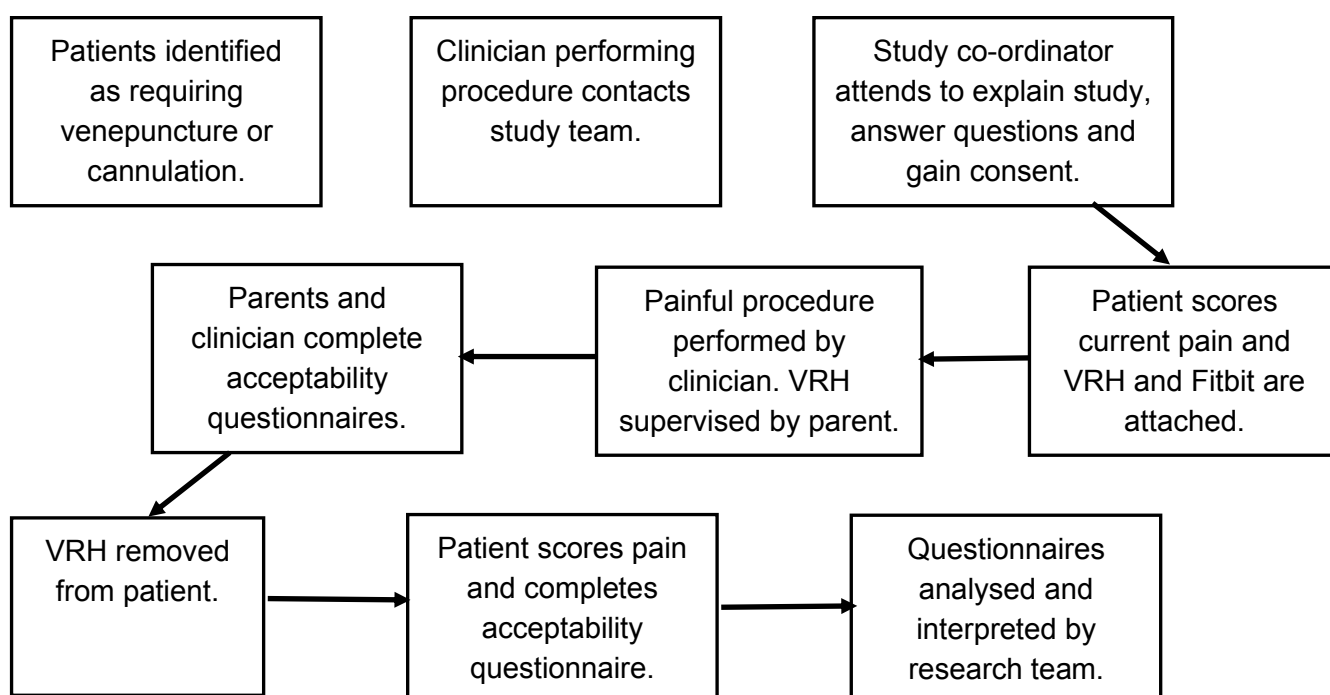 Patients identified
as requiring
venepuncture or
cannulation.
Clinician performing
procedure contacts
study team.
Study co-ordinator
attends to explain study,
answer questions and
gain consent.
Patient scores
current pain and
VRH and Fitbit are
attached.
Painful procedure
performed by
clinician. VRH
supervised by parent.
Parents and
clinician complete
acceptability
questionnaires.
VRH removed
from patient.
Patient scores pain
and completes
acceptability
questionnaire.
Questionnaires
analysed and
interpreted by
research team.